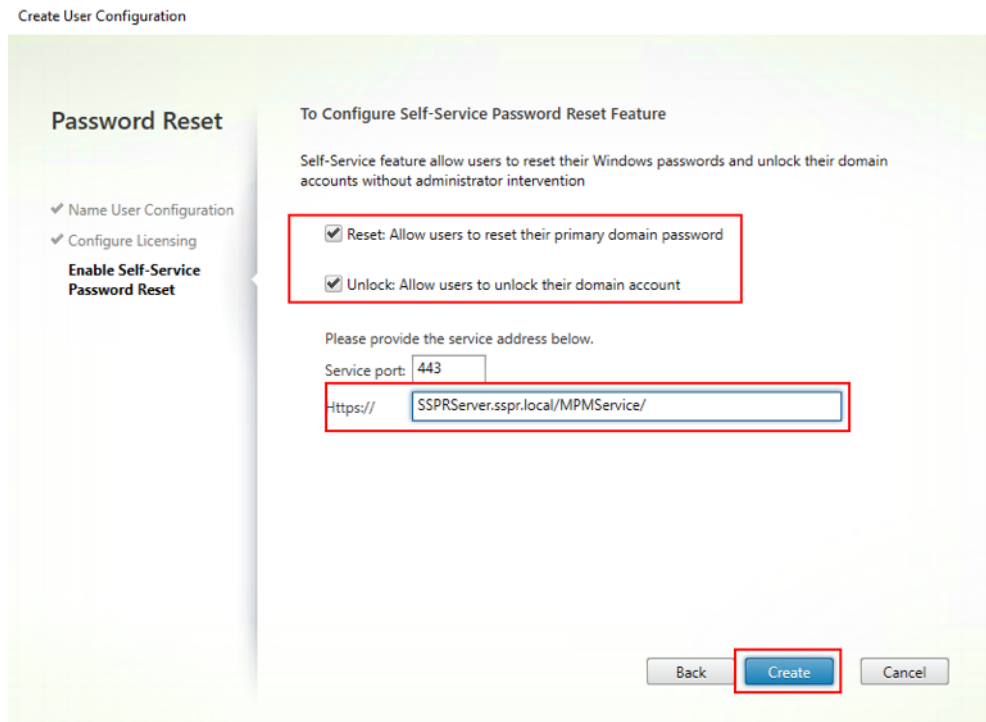 Create User Configuration
Password Reset
Name User Configuration
Configure Licensing
Enable Self-Service
Password Reset
To Configure Self-Service Password Reset Feature
Self-Service feature allow users to reset their Windows passwords and unlock their domain
accounts without administrator intervention
Reset: Allow users to reset their primary domain password
Unlock: Allow users to unlock their domain account
Please provide the service address below.
Service port: 443
Https:// SSPRServer.sspr.local/MPMService/
Back Create Cancel